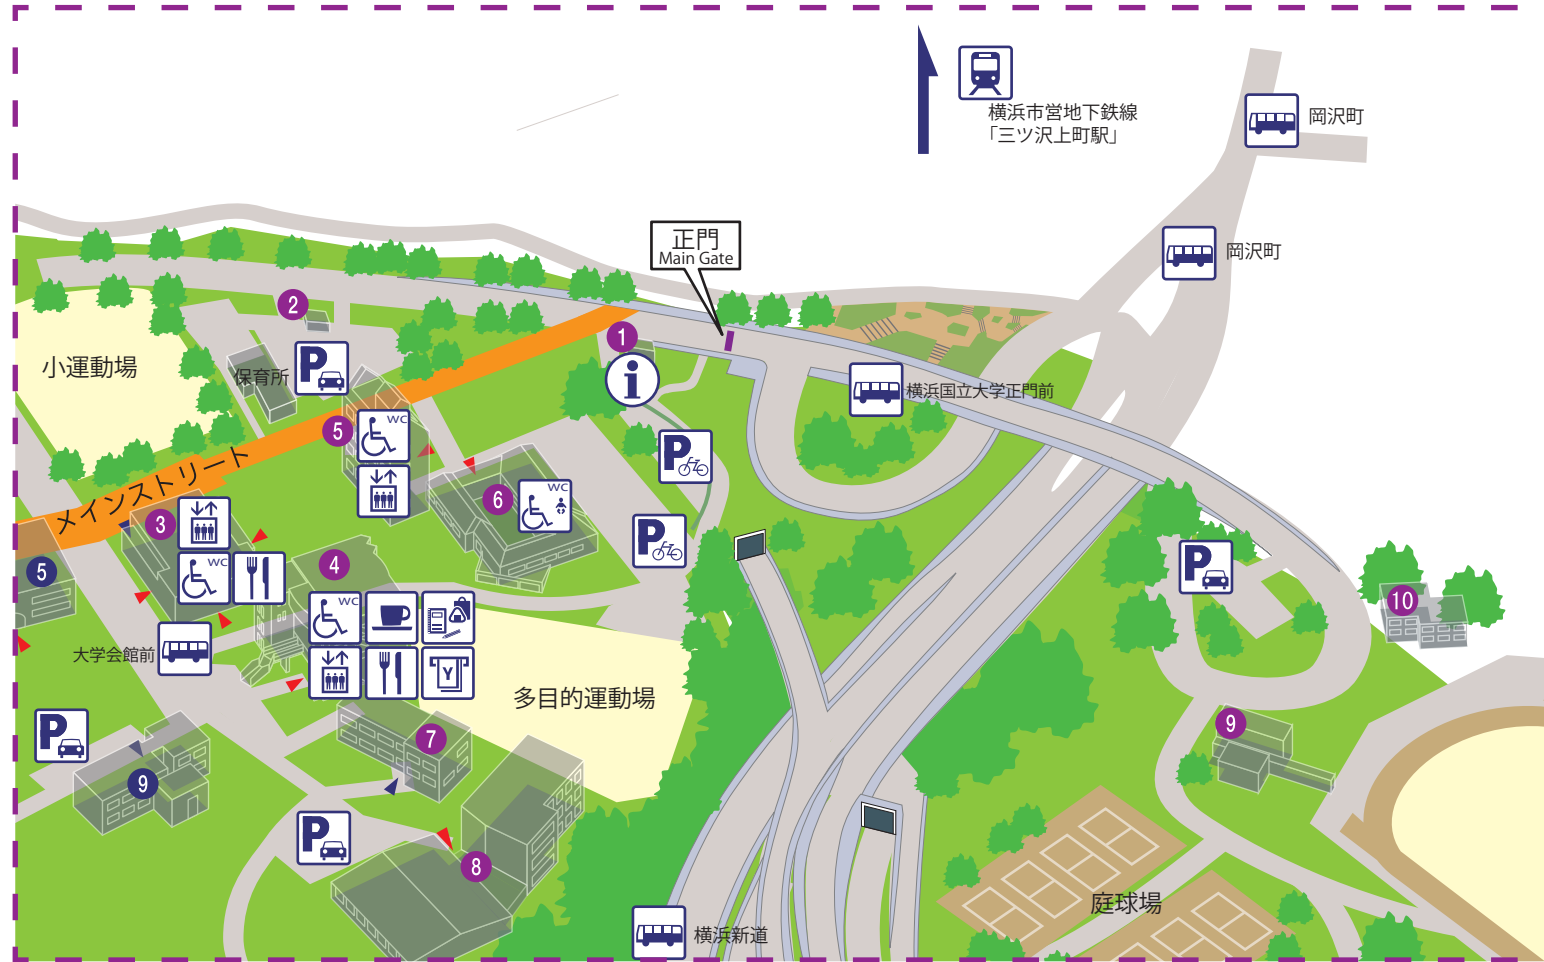 横浜市営地下鉄線
「三ツ沢上町駅」
岡沢町
岡沢町
正門
Main Gate
2
1
i
小運動場
保育所
P
横浜国立大学正門前
5
WC
P
メインストリート
3
6
WC
P
P
5
4
10
WC
大学会館前
Y
多目的運動場
P
7
9
9
P
8
庭球場
横浜新道